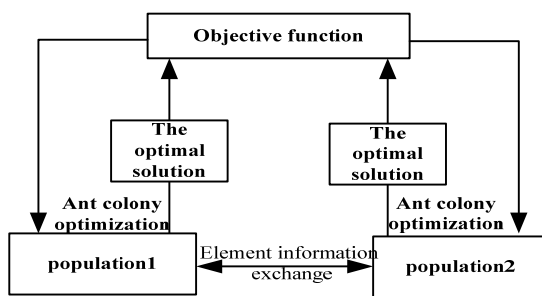 Objective function
The
optimal
solution
The
optimal
solution
Ant colony
optimization
Ant colony
optimization
population1
Element information
exchange
population2